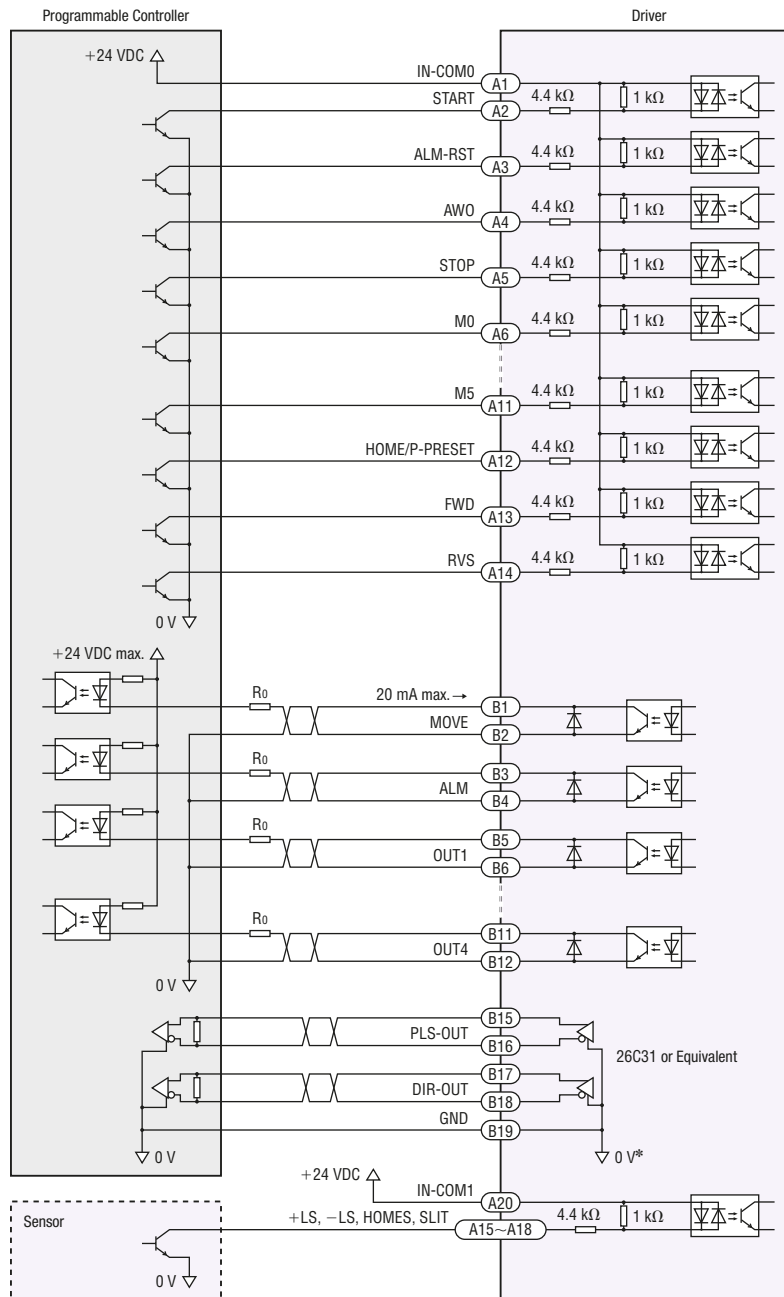 Programmable Controller
Driver
+24 VDC
IN-COM0
A1
START
A2
4.4 kΩ
1 kΩ
ALM-RST
A3
4.4 kΩ
1 kΩ
AWO
A4
4.4 kΩ
1 kΩ
STOP
A5
4.4 kΩ
1 kΩ
M0
A6
4.4 kΩ
1 kΩ
M5
A11
4.4 kΩ
1 kΩ
HOME/P-PRESET
A12
4.4 kΩ
1 kΩ
FWD
A13
4.4 kΩ
1 kΩ
RVS
A14
4.4 kΩ
1 kΩ
0 V
+24 VDC max.
R0
20 mA max.→
B1
MOVE
B2
R0
B3
ALM
B4
R0
B5
OUT1
B6
R0
B11
OUT4
B12
0 V
B15
PLS-OUT
B16
26C31 or Equivalent
B17
DIR-OUT
B18
GND
B19
0 V
0 V*
+24 VDC
IN-COM1
A20
Sensor
+LS, −LS, HOMES, SLIT
A15~A18
4.4 kΩ
1 kΩ
0 V